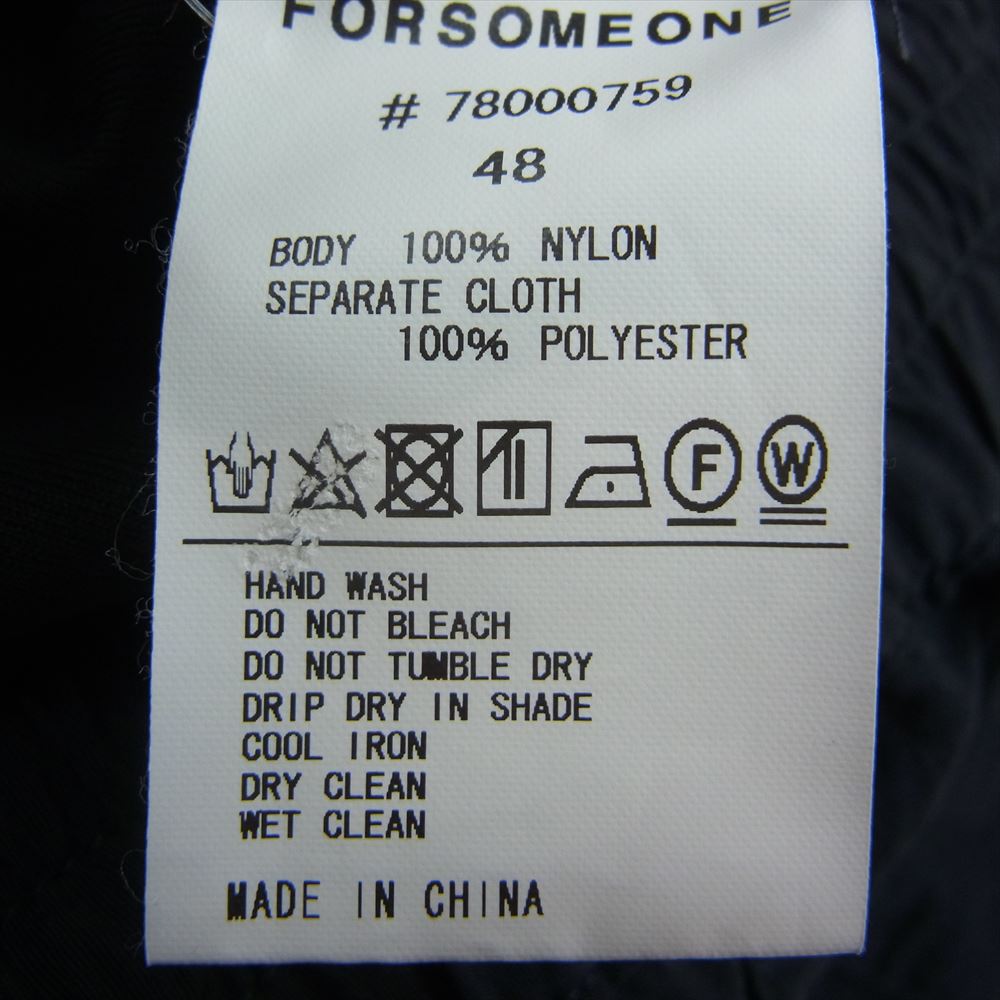 FORSOMEONE
# 78000759
48
BODY 100% NYLON
SEPARATE CLOTH
100% POLYESTER
F W
HAND WASH
DO NOT BLEACH
DO NOT TUMBLE DRY
DRIP DRY IN SHADE
COOL IRON
DRY CLEAN
WET CLEAN
MADE IN CHINA